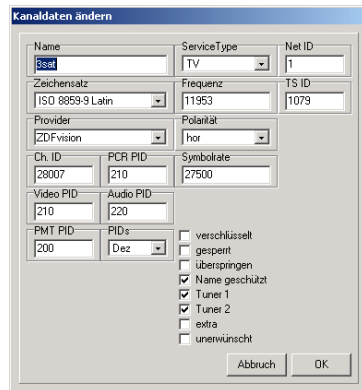 Kanaldaten ändern
Name ServiceType Net ID
3sat TV 1
Zeichensatz Frequenz TS ID
ISO 8859-9 Latin 11953 1079
Provider Polarität
ZDFvision hor
Ch. ID PCR PID Symbolrate
28007 210 27500
Video PID Audio PID
210 220
PMT PID PIDs
200 Dez
verschlüsselt
gesperrt
überspringen
Name geschützt
Tuner 1
Tuner 2
extra
unerwünscht
Abbruch OK